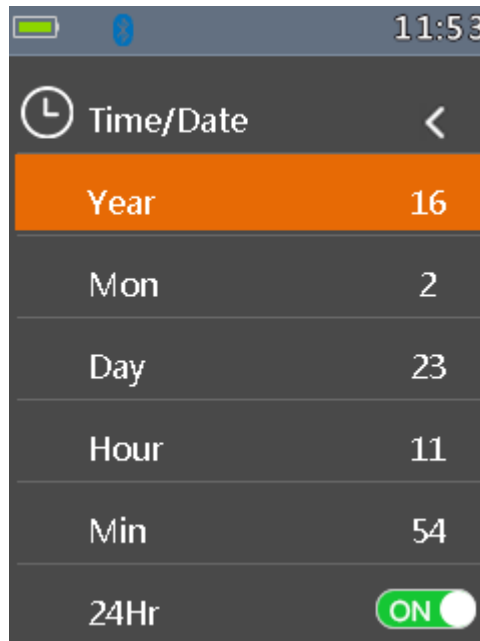 11:53
Time/Date
Year 16
Mon 2
Day 23
Hour 11
Min 54
24Hr ON